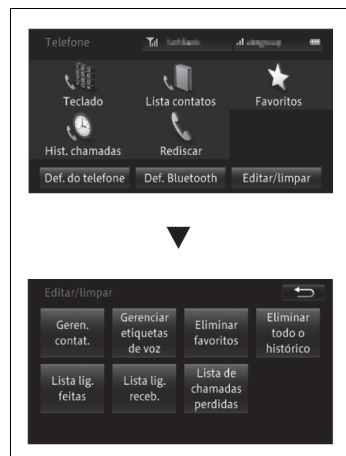 Telefone
Teclado
Lista contatos
Favoritos
Hist. chamadas
Rediscar
Def. do telefone
Def. Bluetooth
Editar/limpar
Editar/limpar
Geren.
contat.
Gerenciar
etiquetas
de voz
Eliminar
favoritos
Eliminar
todo o
histórico
Lista lig.
feitas
Lista lig.
receb.
Lista de
chamadas
perdidas